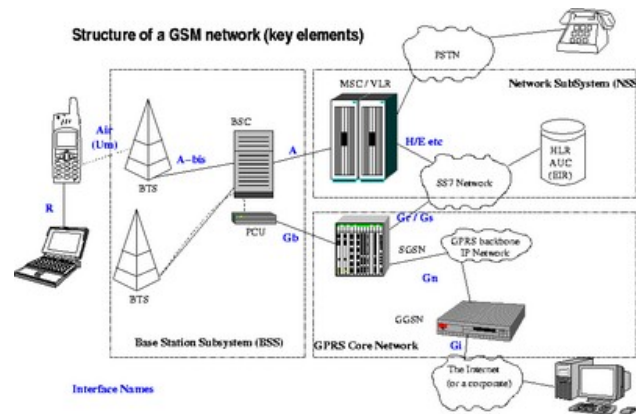 Structure of a GSM network (key elements)
PSTN
MSC / VLR
Network SubSystem (NSS
BSC
Air
(Um)
A-bis
A
H/E etc
HLR
AUC
(EIR)
BTS
SS7 Network
R
PCU
Gb
Gr / Gs
SGSN
GPRS backbone
IP Network
Gn
BTS
GGSN
Base Station Subsystem (BSS)
GPRS Core Network
Gi
The Internet
(or a corporate)
Interface Names